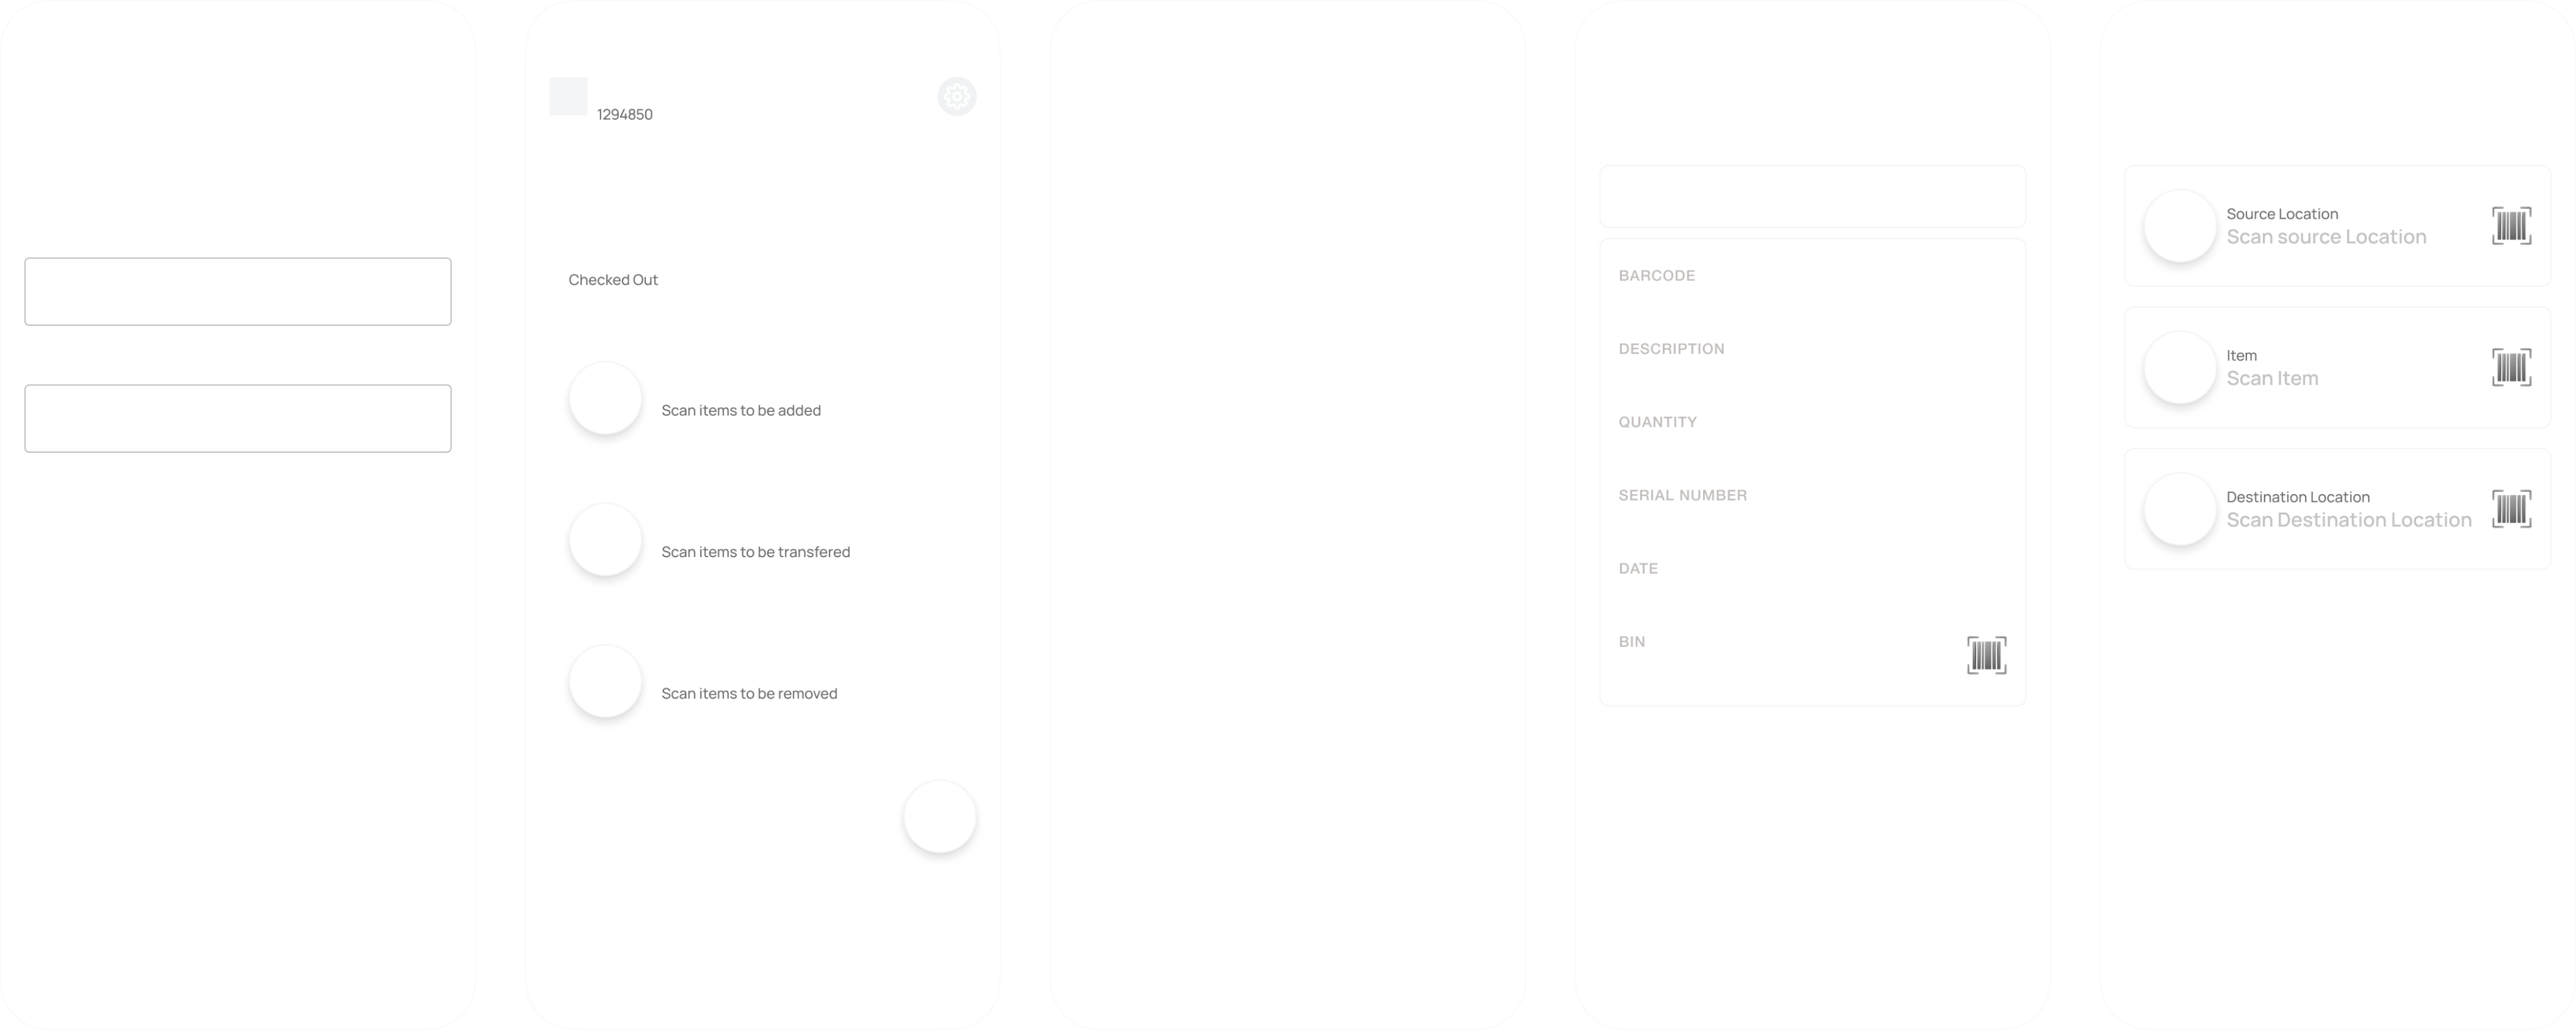 1294850
Checked Out
Scan items to be added
Scan items to be transfered
Scan items to be removed
BARCODE
DESCRIPTION
QUANTITY
SERIAL NUMBER
DATE
BIN
Source Location
Scan source Location
Item
Scan Item
Destination Location
Scan Destination Location